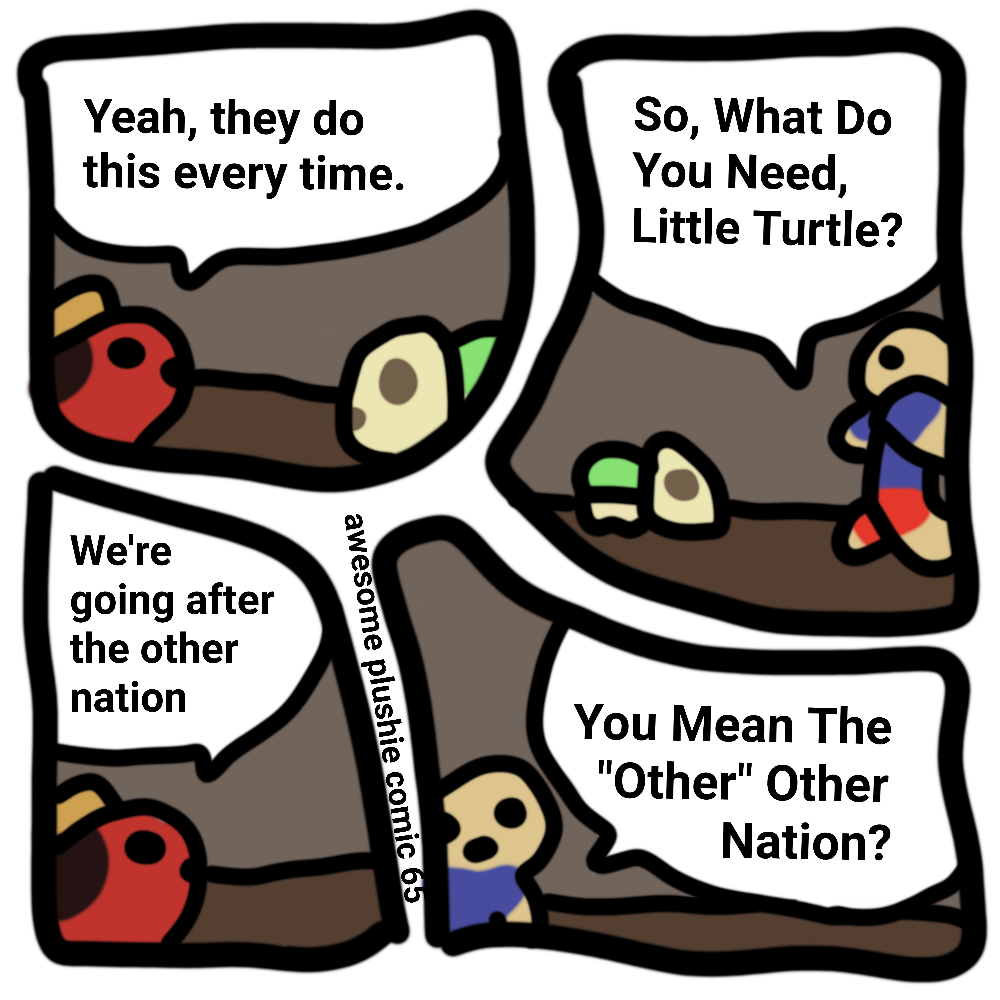 Yeah, they do
this every time.
So, What Do
You Need,
Little Turtle?
We're
going after
the other
nation
awesome plushie comic 65
You Mean The
"Other" Other
Nation?